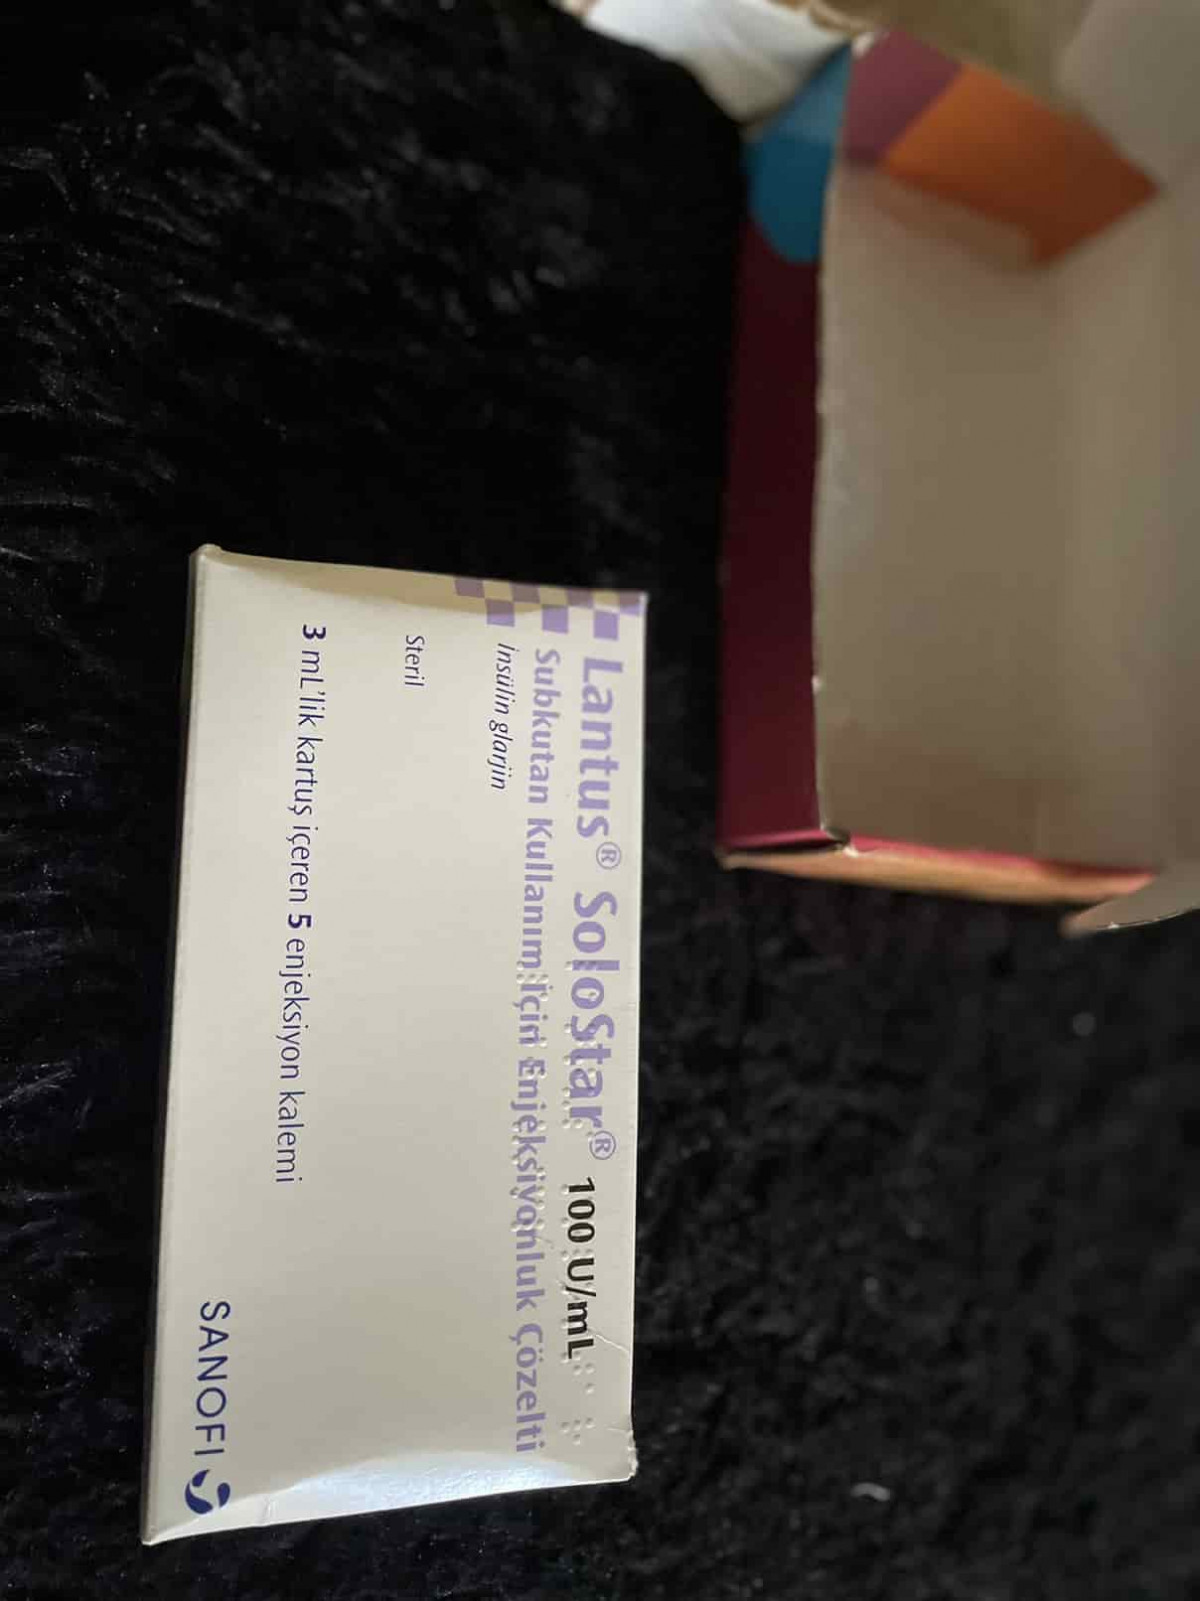 Lantus® SoloStar® 100 U/mL
Subkutan Kullanım İçin Enjeksiyonluk Çözelti
İnsülin glarjin
Steril
3 mL'lik kartuş içeren 5 enjeksiyon kalemi
SANOFI